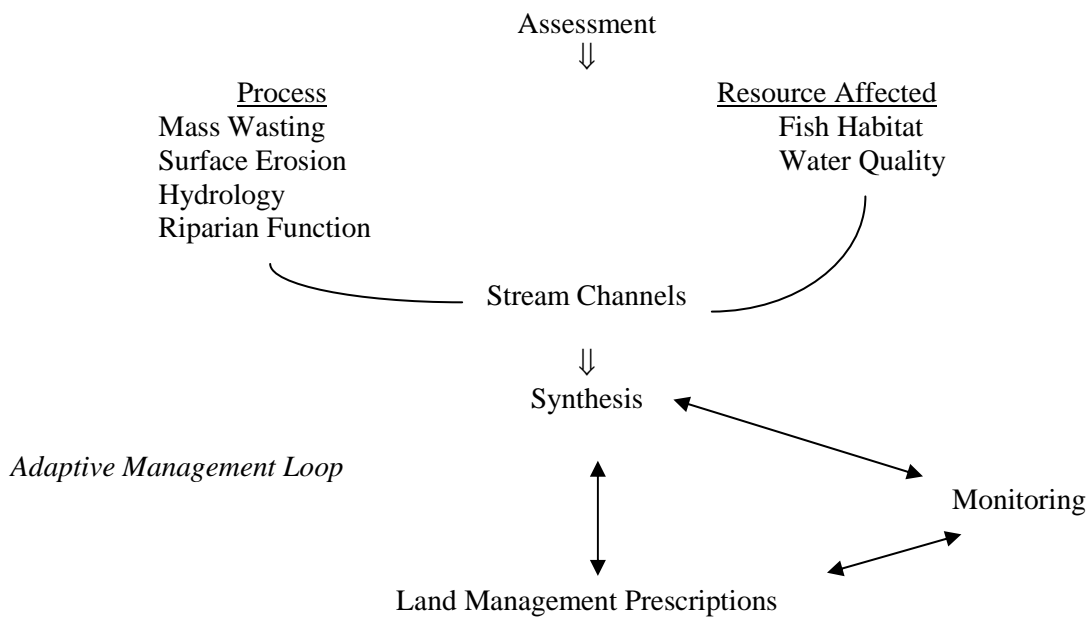 Assessment
Process
Resource Affected
Mass Wasting
Fish Habitat
Surface Erosion
Water Quality
Hydrology
Riparian Function
Stream Channels
Synthesis
Adaptive Management Loop
Monitoring
Land Management Prescriptions